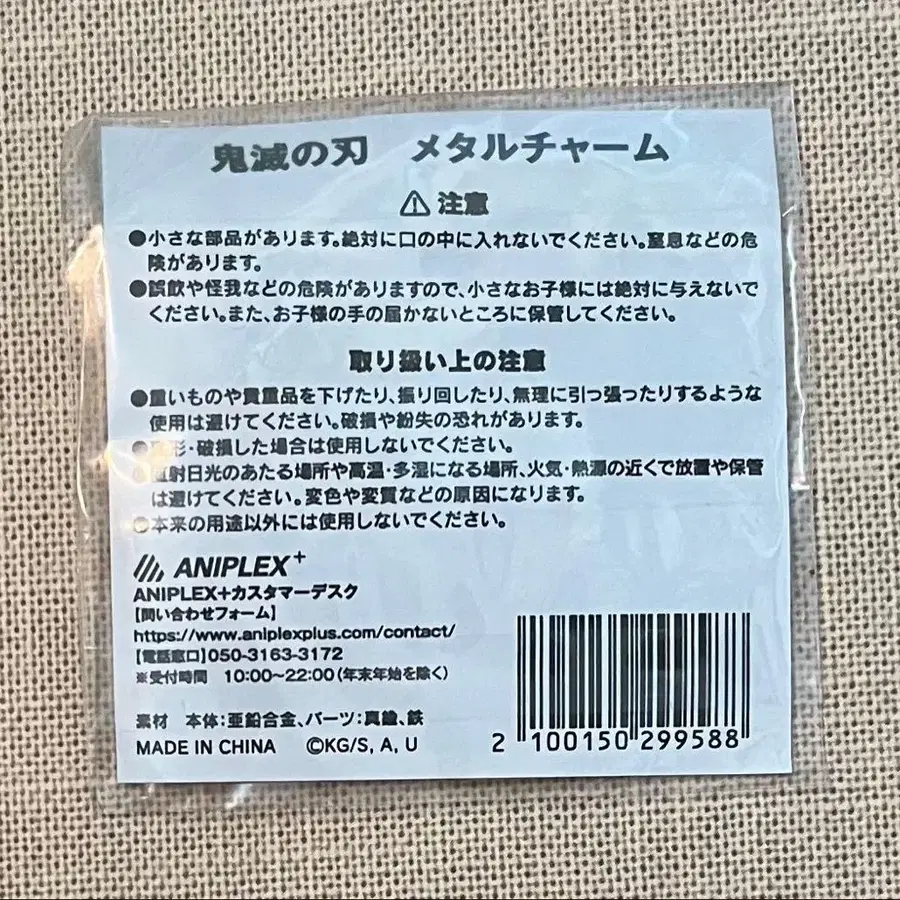 鬼滅の刃　メタルチャーム
⚠注意
●小さな部品があります。絶対に口の中に入れないでください。窒息などの危
険があります。
●誤飲や怪我などの危険がありますので、小さなお子様には絶対に与えないで
ください。また、お子様の手の届かないところに保管してください。
取り扱い上の注意
●重いものや貴重品を下げたり、振り回したり、無理に引っ張ったりするような
使用は避けてください。破損や紛失の恐れがあります。
●変形・破損した場合は使用しないでください。
●直射日光のあたる場所や高温・多湿になる場所、火気・熱源の近くで放置や保管
は避けてください。変色や変質などの原因になります。
●本来の用途以外には使用しないでください。
ANIPLEX+
ANIPLEX+カスタマーデスク
【問い合わせフォーム】
https://www.aniplexplus.com/contact/
【電話窓口】050-3163-3172
※受付時間　10:00～22:00(年末年始を除く)
素材　本体:亜鉛合金、パーツ:真鍮、鉄
MADE IN CHINA　©KG/S, A, U
2 100150 299588